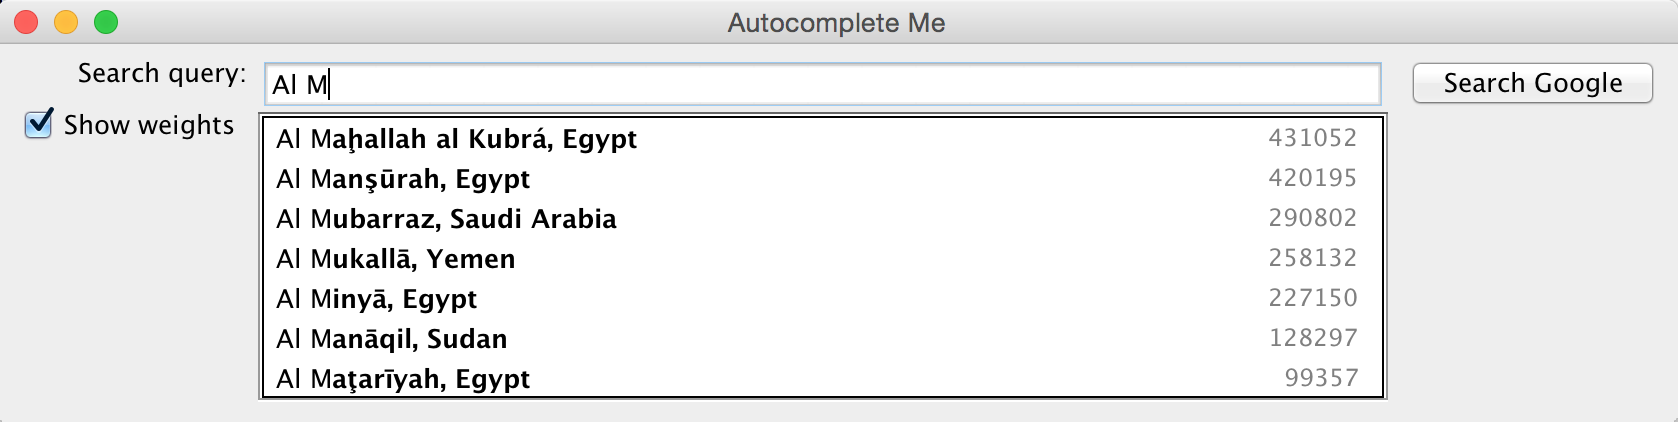 Autocomplete Me
Search query: Al M Search Google
Show weights
Al Maḩallah al Kubrá, Egypt 431052
Al Manşūrah, Egypt 420195
Al Mubarraz, Saudi Arabia 290802
Al Mukallā, Yemen 258132
Al Minyā, Egypt 227150
Al Manāqil, Sudan 128297
Al Maţarīyah, Egypt 99357